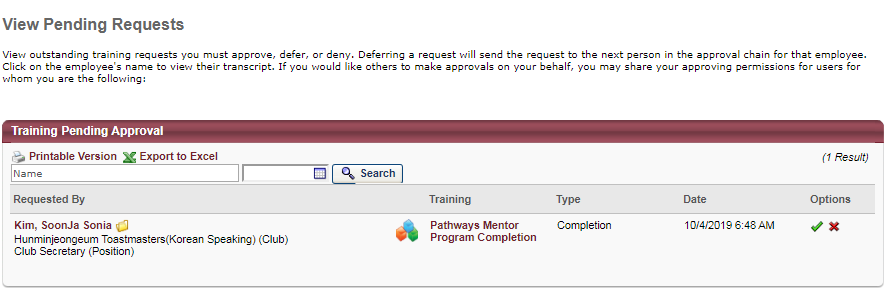 View Pending Requests
View outstanding training requests you must approve, defer, or deny. Deferring a request will send the request to the next person in the approval chain for that employee.
Click on the employee's name to view their transcript. If you would like others to make approvals on your behalf, you may share your approving permissions for users for
whom you are the following:
Training Pending Approval
Printable Version Export to Excel (1 Result)
Name Search
Requested By Training Type Date Options
Kim, SoonJa Sonia Pathways Mentor Completion 10/4/2019 6:48 AM
Hunminjeongeum Toastmasters(Korean Speaking) (Club) Program Completion
Club Secretary (Position)